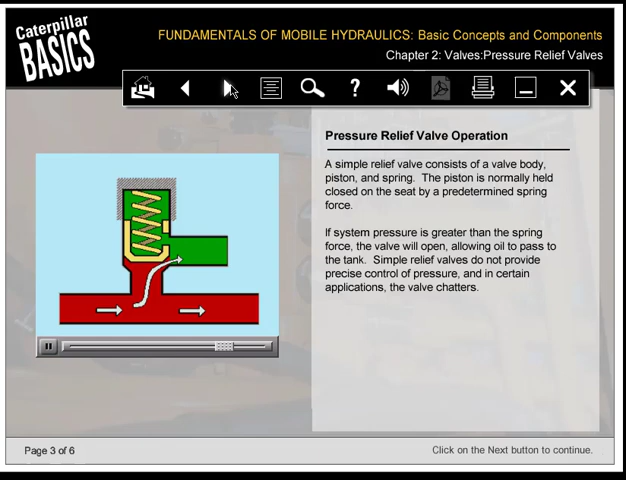 Caterpillar
BASICS
FUNDAMENTALS OF MOBILE HYDRAULICS: Basic Concepts and Components
Chapter 2: Valves:Pressure Relief Valves
?
Pressure Relief Valve Operation
A simple relief valve consists of a valve body,
piston, and spring. The piston is normally held
closed on the seat by a predetermined spring
force.
If system pressure is greater than the spring
force, the valve will open, allowing oil to pass to
the tank. Simple relief valves do not provide
precise control of pressure, and in certain
applications, the valve chatters.
Page 3 of 6
Click on the Next button to continue.